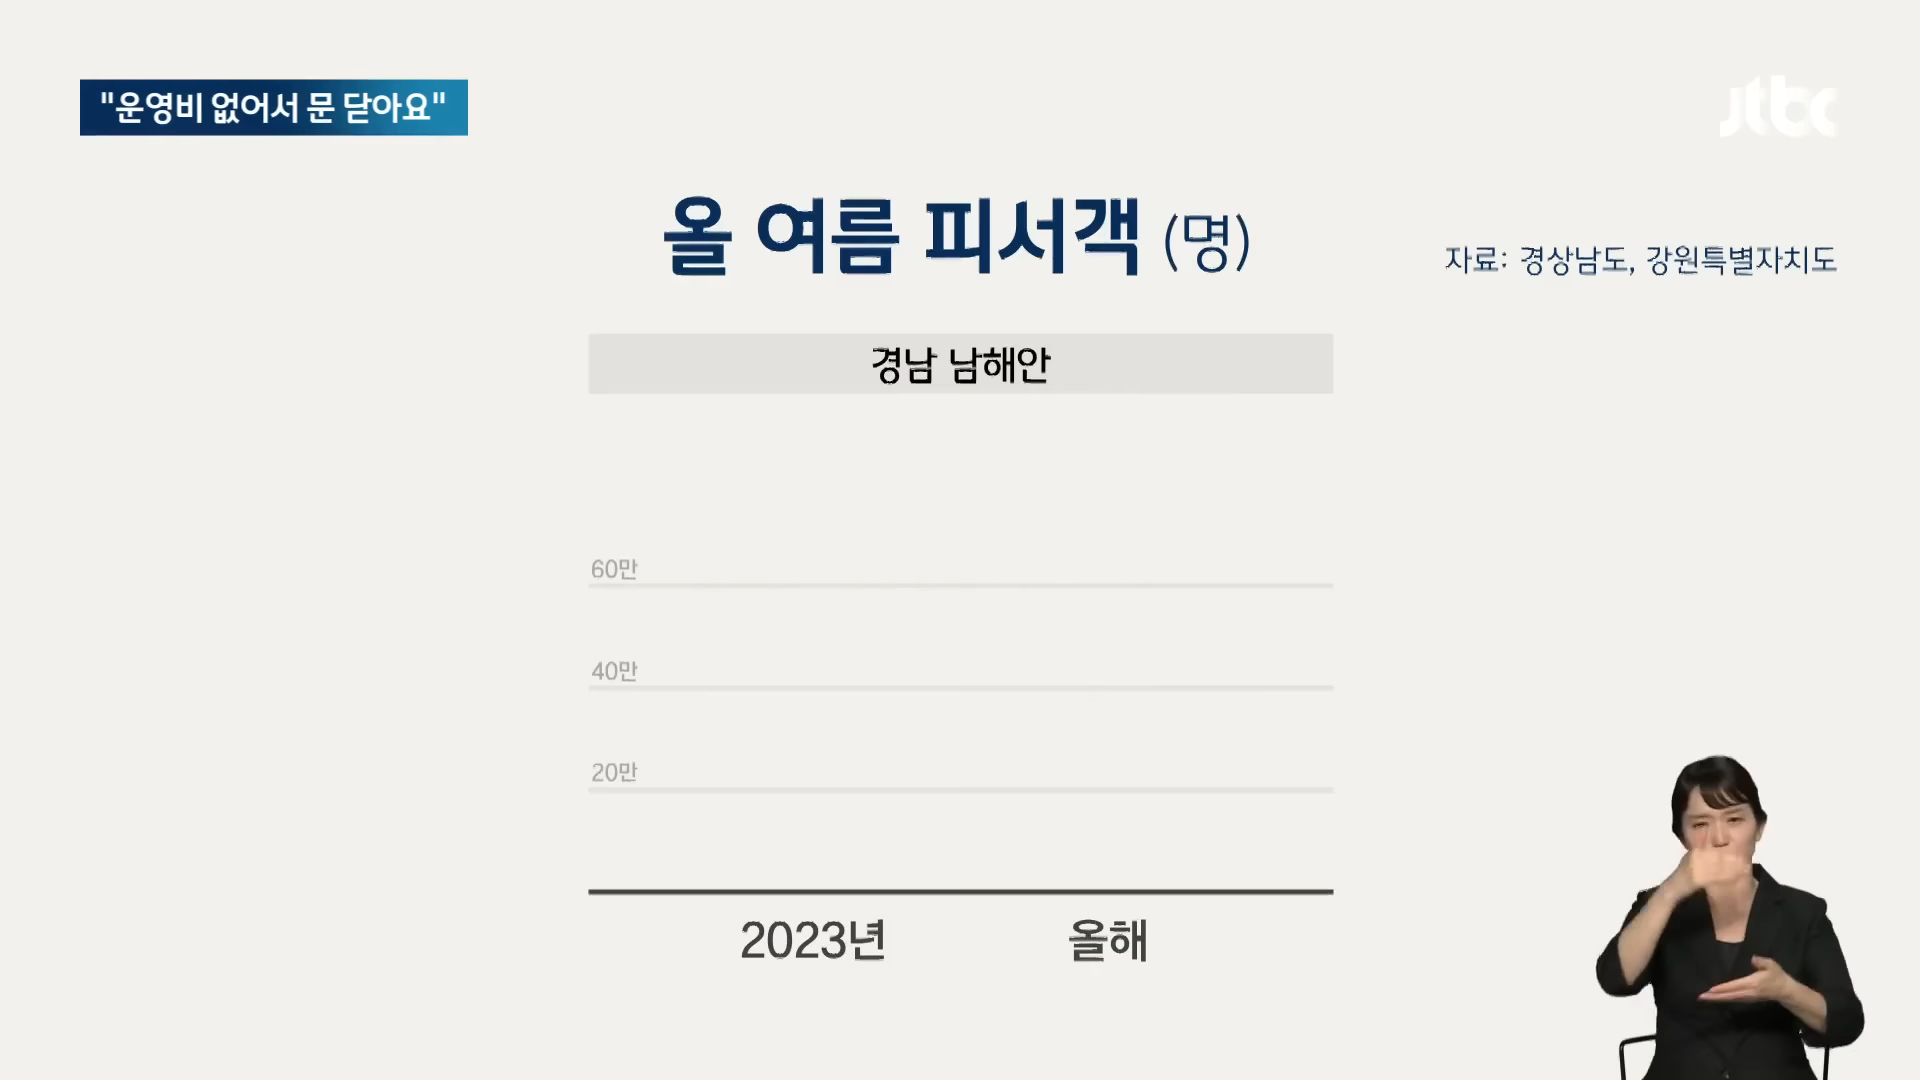 "운영비 없어서 문 닫아요"
jtbc
올 여름 피서객 (명)
자료: 경상남도, 강원특별자치도
경남 남해안
60만
40만
20만
2023년 올해